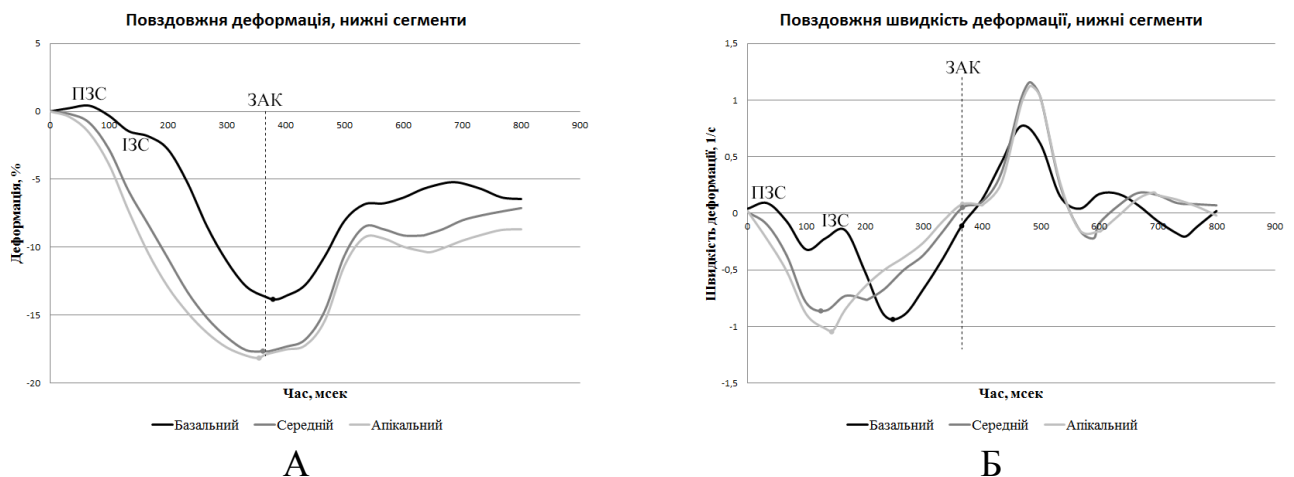 Повздовжня деформація, нижні сегменти
5
0
-5
-10
-15
-20
Деформація, %
0 100 200 300 400 500 600 700 800 900
ПЗС
ІЗС
ЗАК
Час, мсек
Базальний Середній Апікальний
А
Повздовжня швидкість деформації, нижні сегменти
1,5
1
0,5
0
-0,5
-1
-1,5
Швидкість деформації, 1/с
0 100 200 300 400 500 600 700 800 900
ПЗС
ІЗС
ЗАК
Час, мсек
Базальний Середній Апікальний
Б